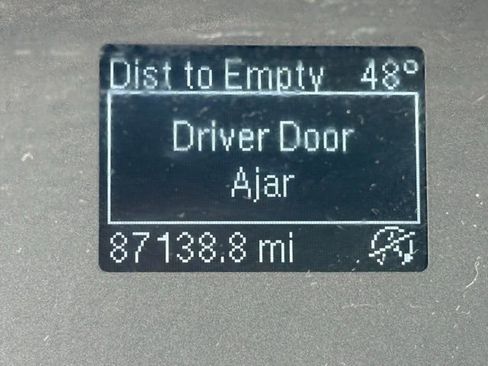 Dist to Empty 48°
Driver Door
Ajar
87138.8 mi